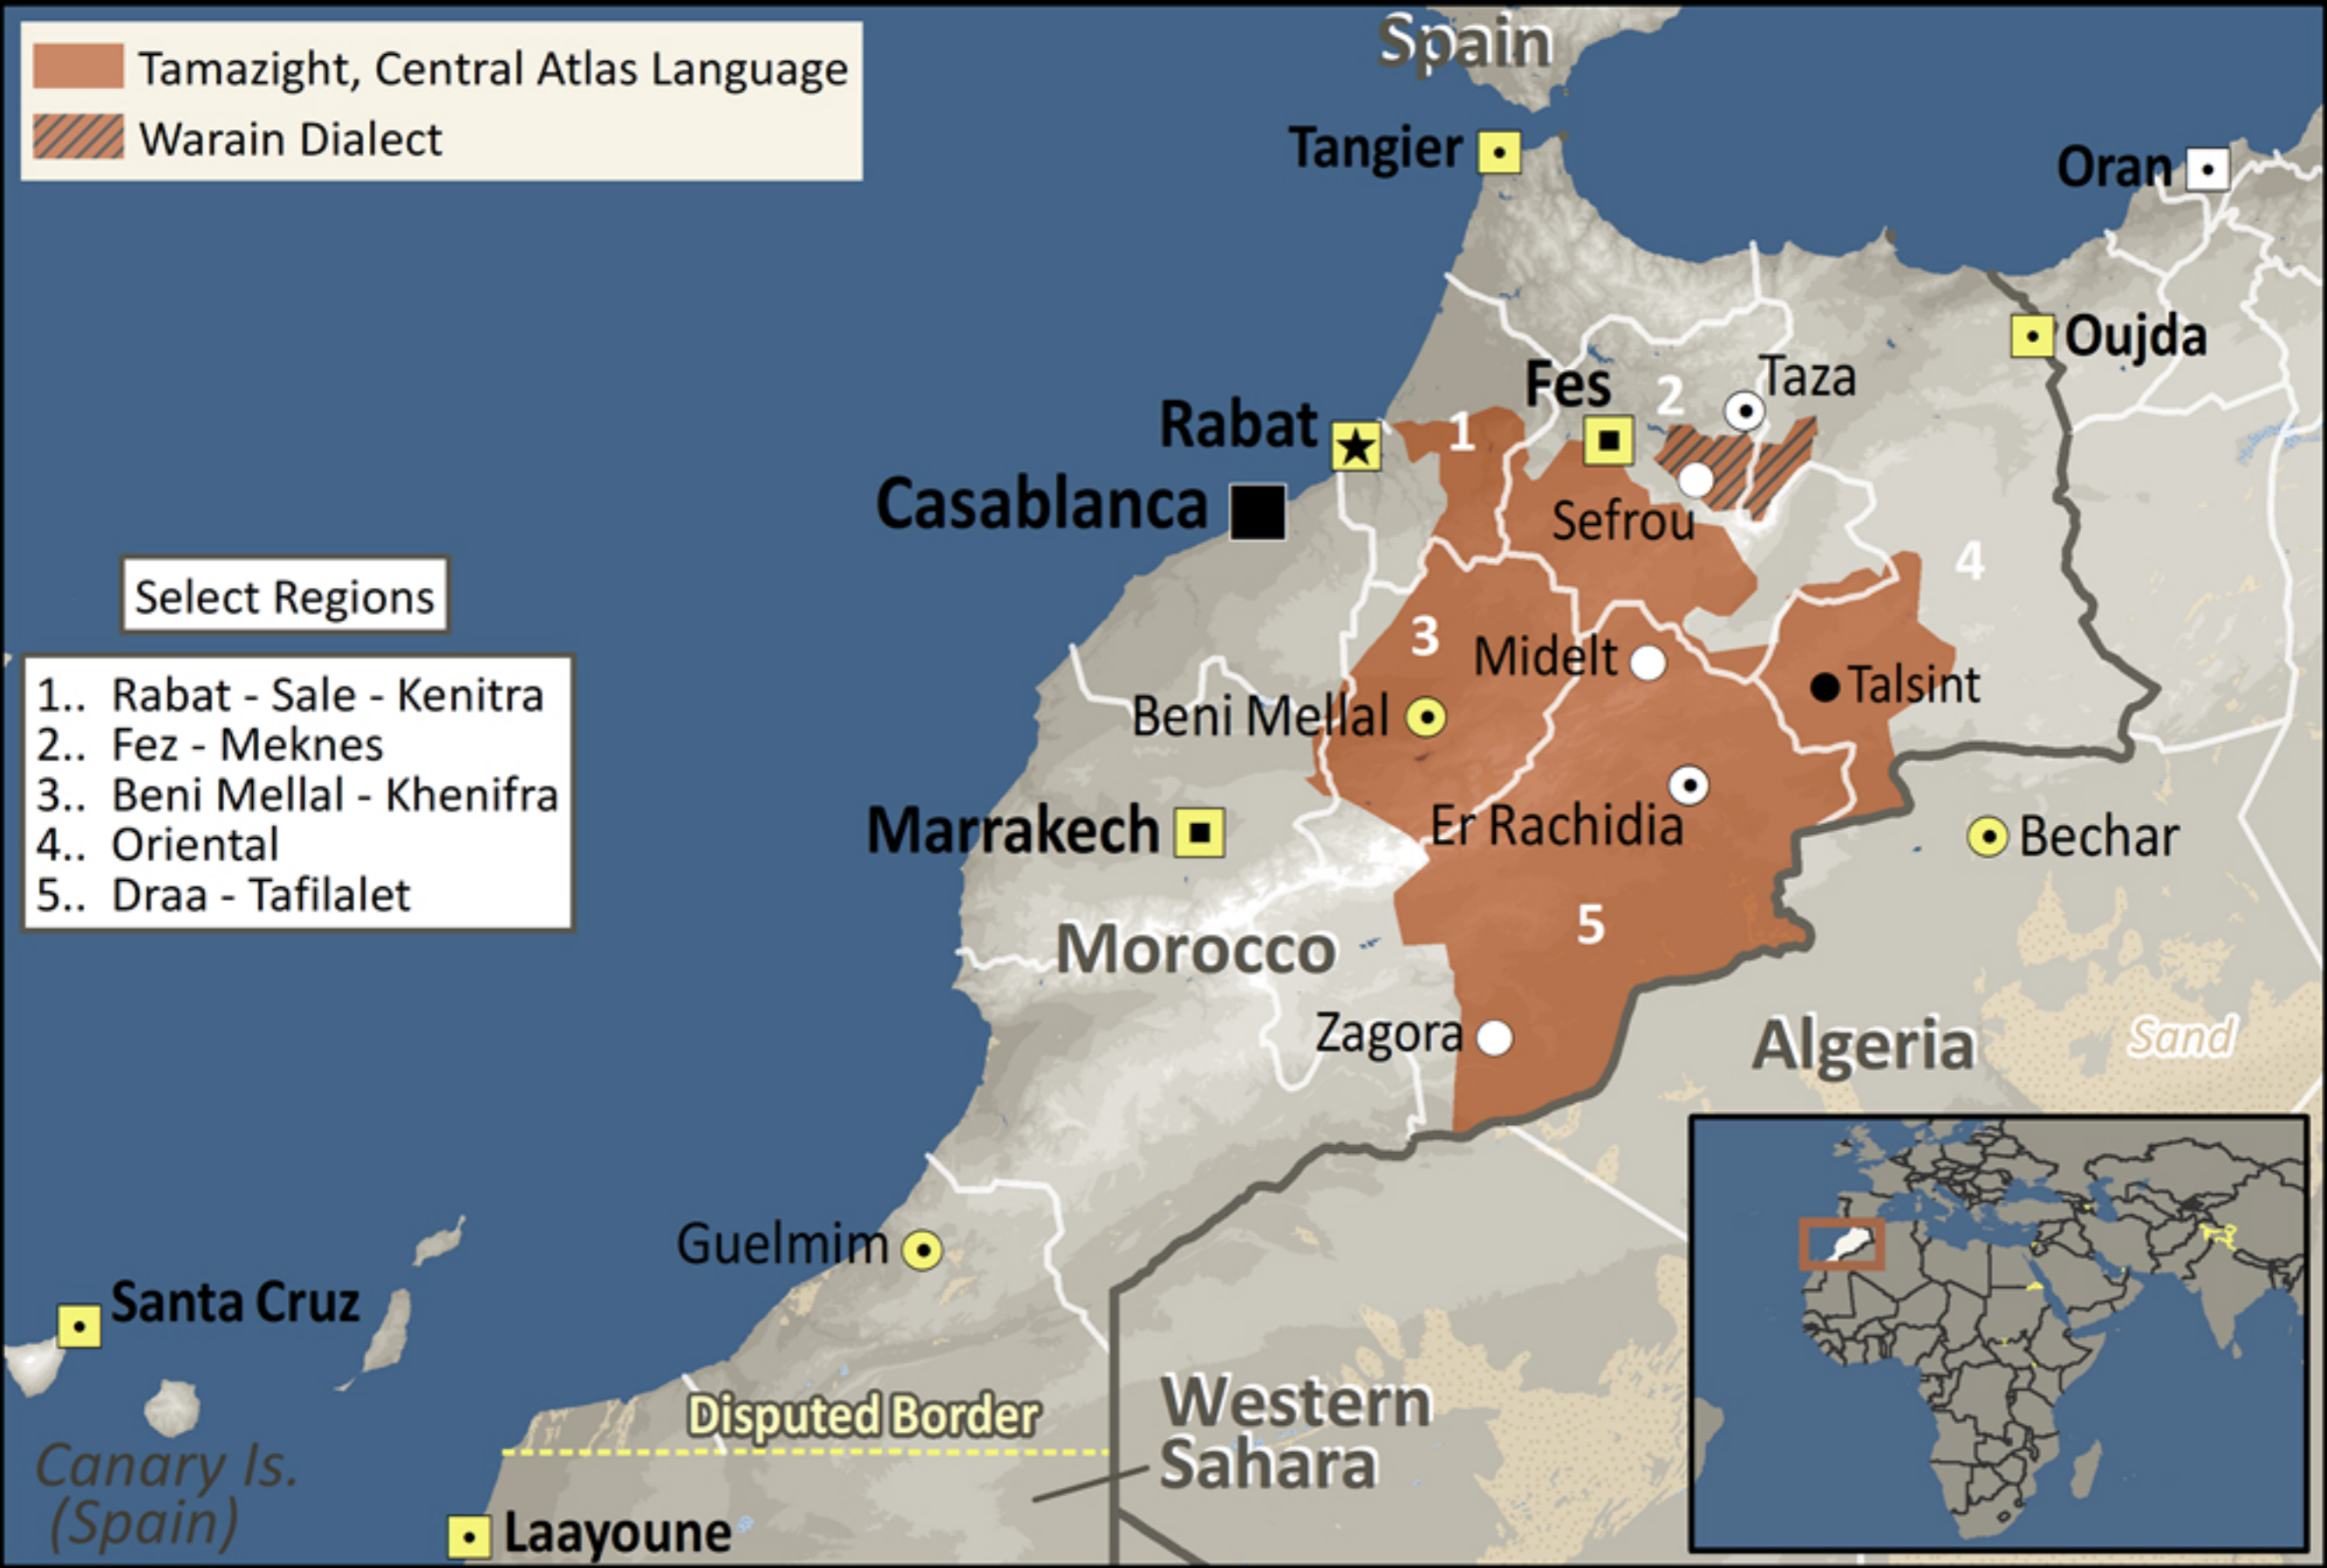 Tamazight, Central Atlas Language
Warain Dialect
Spain
Tangier
Oran
Oujda
Taza
Fes
2
Rabat
1
Casablanca
Sefrou
4
Select Regions
1.. Rabat - Sale - Kenitra
2.. Fez - Meknes
3.. Beni Mellal - Khenifra
4.. Oriental
5.. Draa - Tafilalet
3
Midelt
Talsint
Beni Mellal
Marrakech
Er Rachidia
Bechar
Morocco
5
Zagora
Algeria
Sand
Guelmim
Santa Cruz
Disputed Border
Western
Sahara
Canary Is.
(Spain)
Laayoune